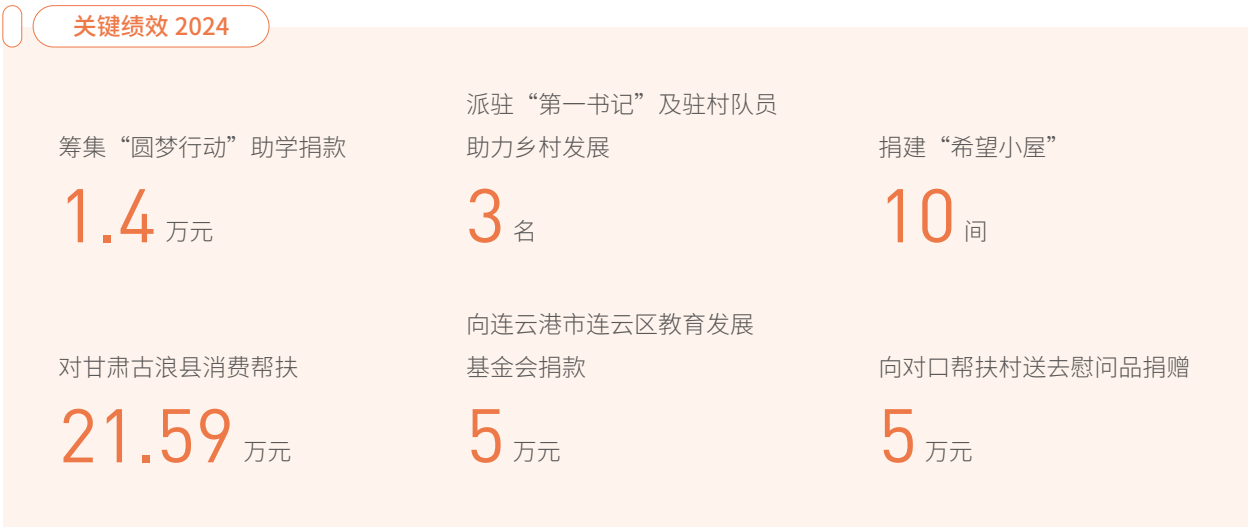 关键绩效 2024
筹集“圆梦行动”助学捐款
1.4 万元
派驻“第一书记”及驻村队员
助力乡村发展
3 名
捐建“希望小屋”
10 间
对甘肃古浪县消费帮扶
21.59 万元
向连云港市连云区教育发展
基金会捐款
5 万元
向对口帮扶村送去慰问品捐赠
5 万元